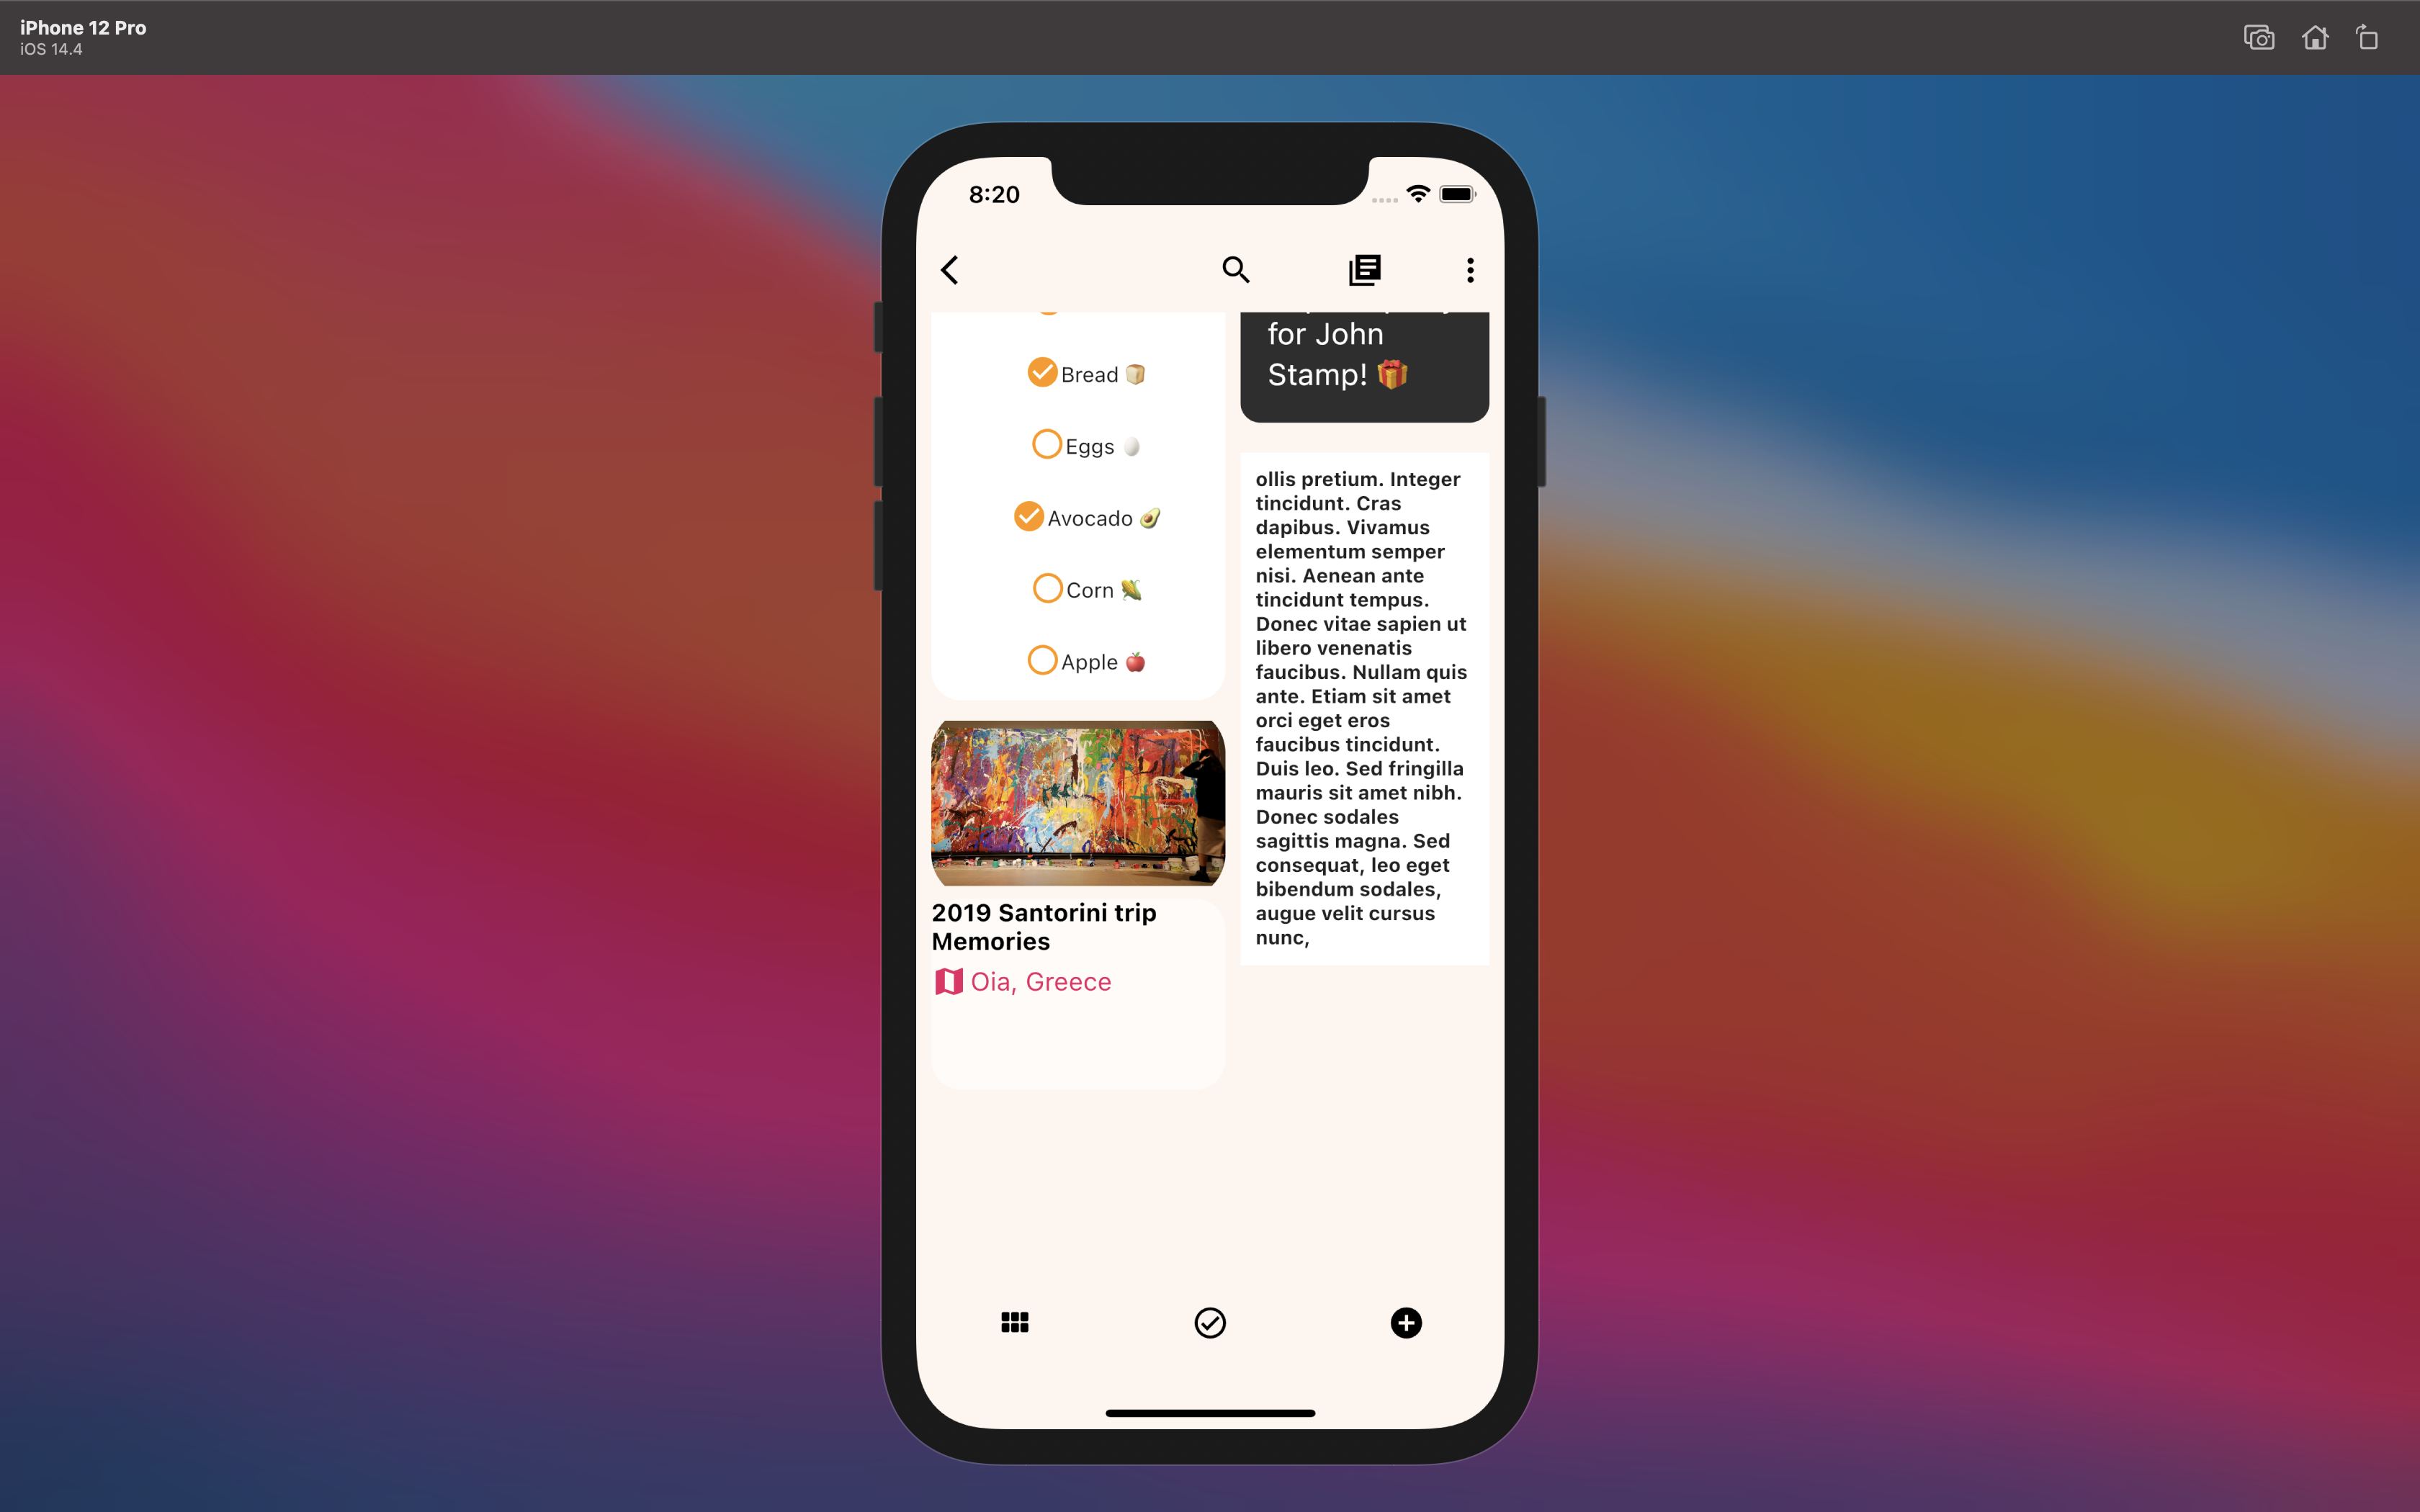 iPhone 12 Pro
iOS 14.4
8:20
Bread
Eggs
Avocado
Corn
Apple
2019 Santorini trip
Memories
Oia, Greece
for John
Stamp!
ollis pretium. Integer
tincidunt. Cras
dapibus. Vivamus
elementum semper
nisi. Aenean ante
tincidunt tempus.
Donec vitae sapien ut
libero venenatis
faucibus. Nullam quis
ante. Etiam sit amet
orci eget eros
faucibus tincidunt.
Duis leo. Sed fringilla
mauris sit amet nibh.
Donec sodales
sagittis magna. Sed
consequat, leo eget
bibendum sodales,
augue velit cursus
nunc,